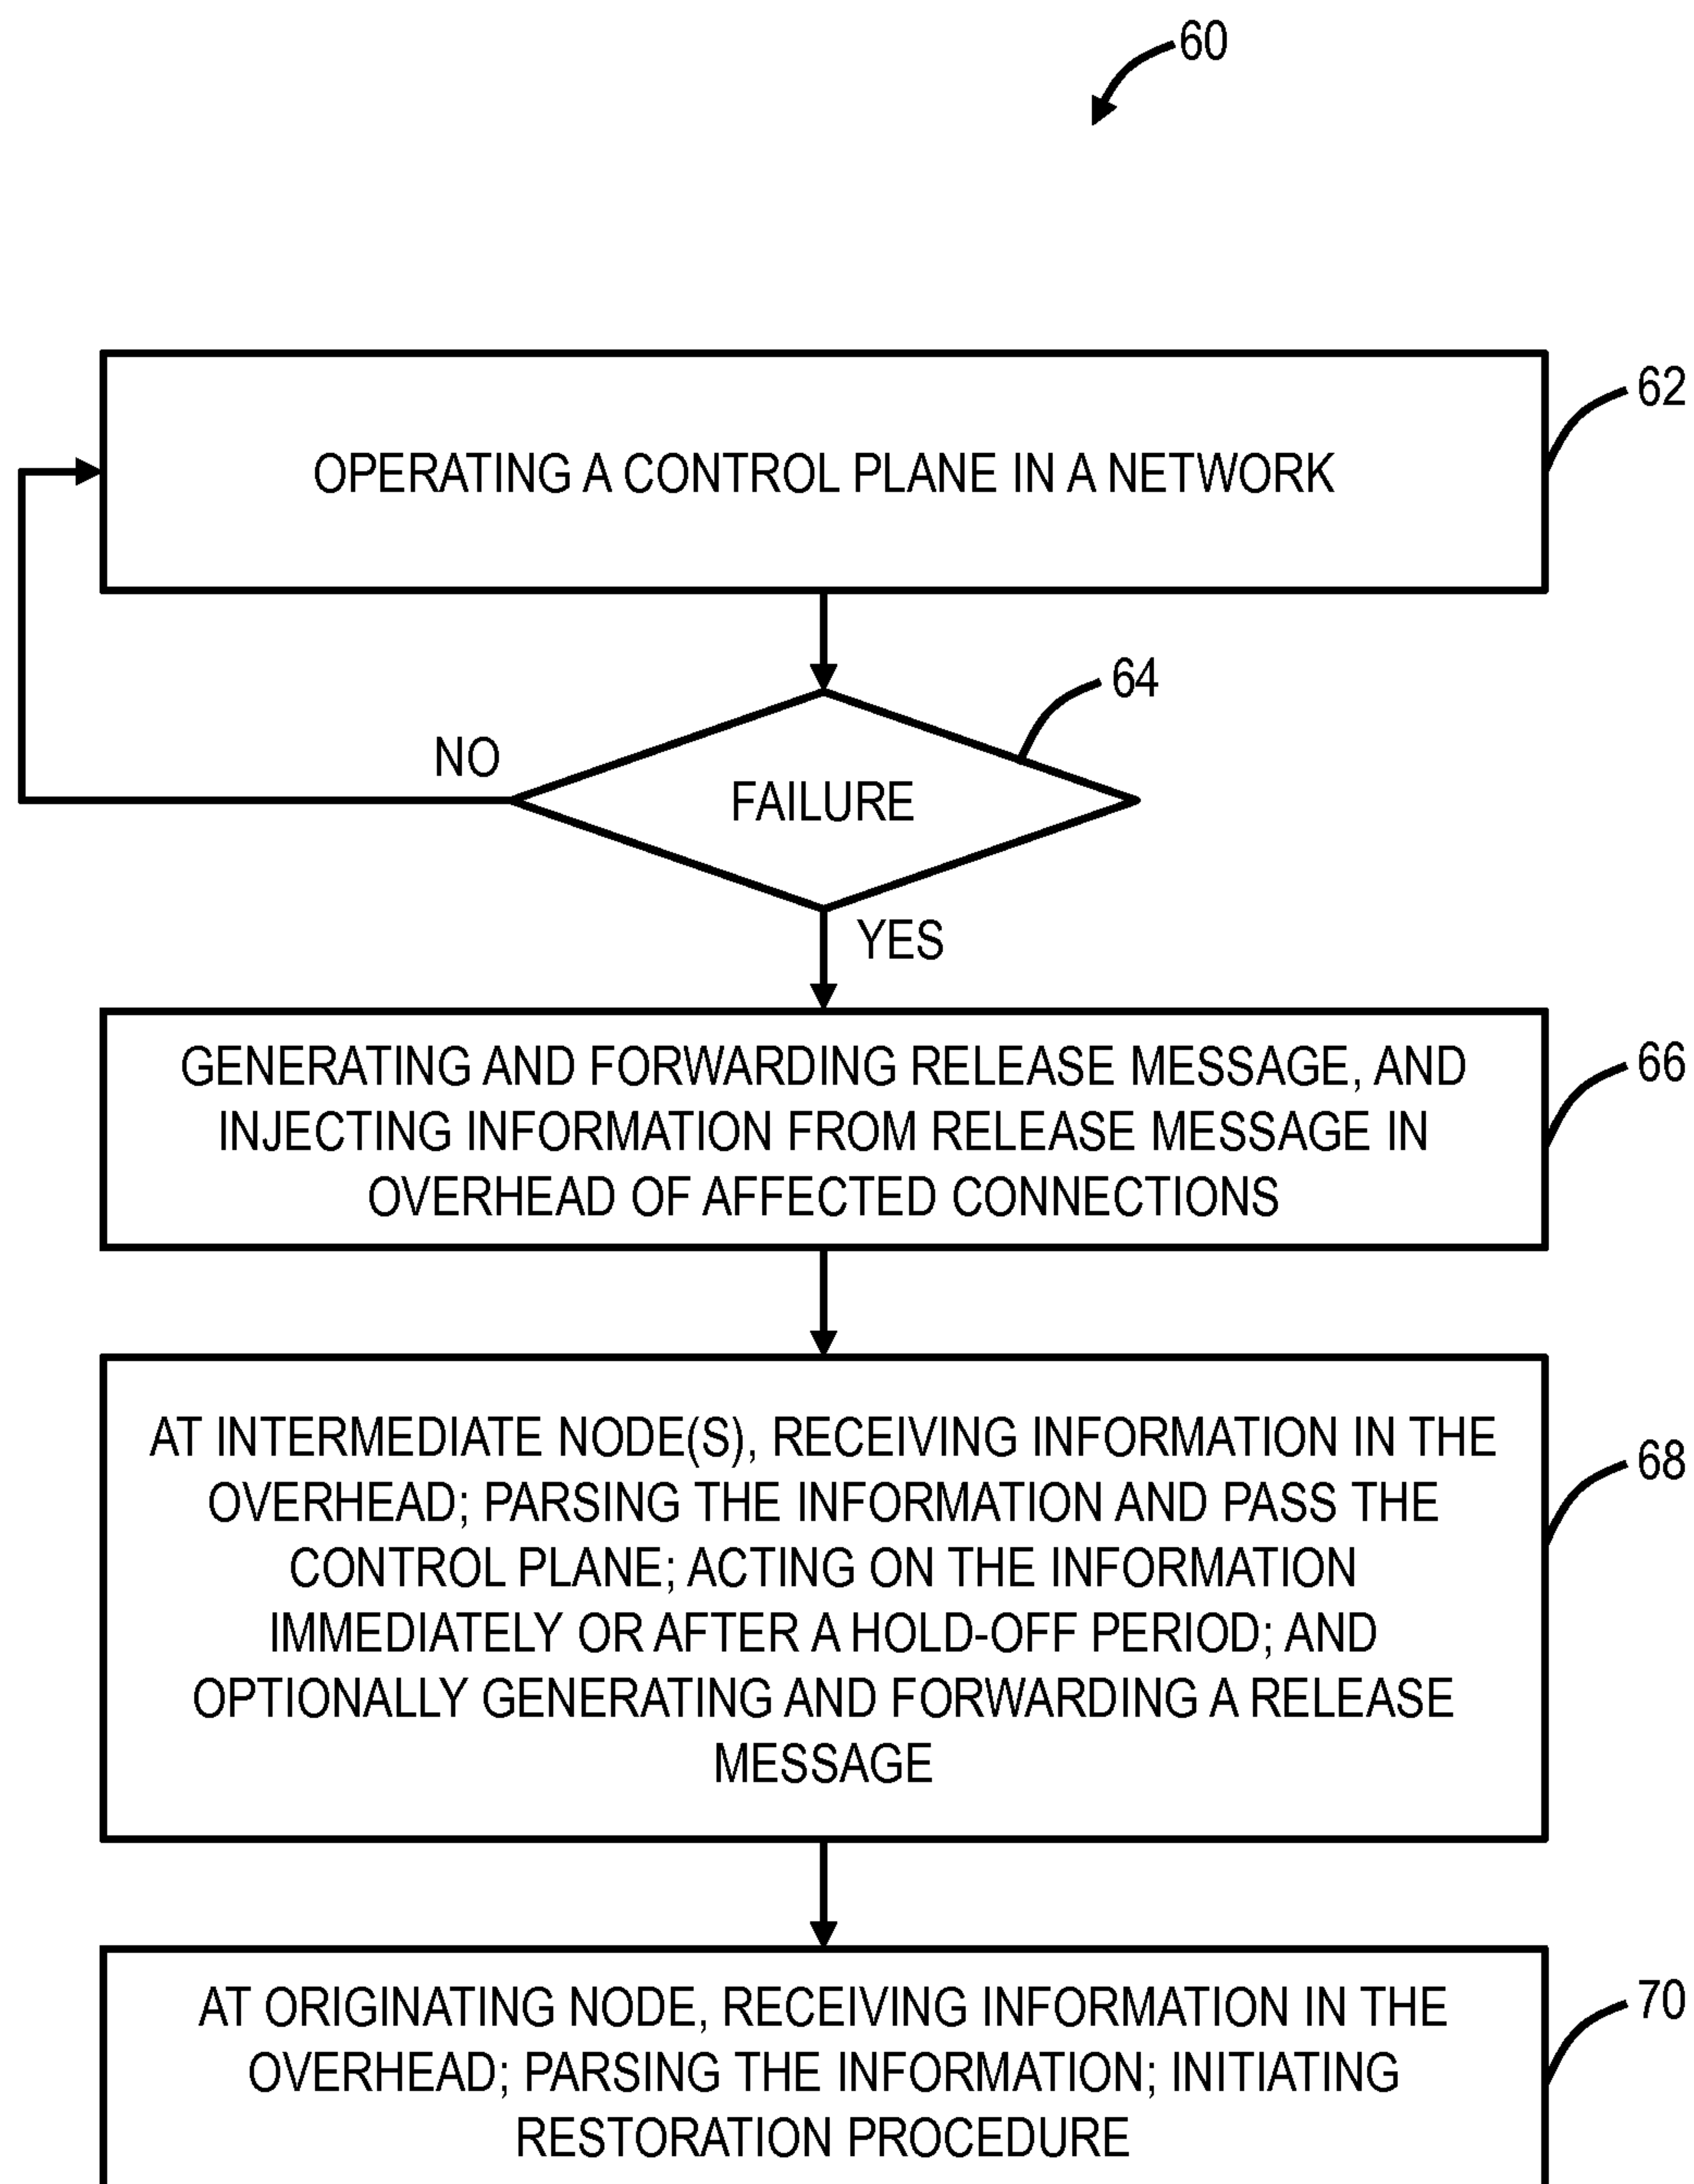 60
62
OPERATING A CONTROL PLANE IN A NETWORK
64
NO
FAILURE
YES
66
GENERATING AND FORWARDING RELEASE MESSAGE, AND
INJECTING INFORMATION FROM RELEASE MESSAGE IN
OVERHEAD OF AFFECTED CONNECTIONS
68
AT INTERMEDIATE NODE(S), RECEIVING INFORMATION IN THE
OVERHEAD; PARSING THE INFORMATION AND PASS THE
CONTROL PLANE; ACTING ON THE INFORMATION
IMMEDIATELY OR AFTER A HOLD-OFF PERIOD; AND
OPTIONALLY GENERATING AND FORWARDING A RELEASE
MESSAGE
70
AT ORIGINATING NODE, RECEIVING INFORMATION IN THE
OVERHEAD; PARSING THE INFORMATION; INITIATING
RESTORATION PROCEDURE